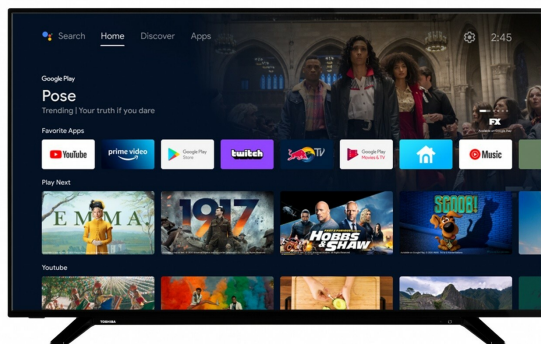 Search Home Discover Apps 2:45
Google Play
Pose
Trending | Your truth if you dare
FX
Favorite Apps
YouTube prime video Google Play Store twitch Red Bull TV Google Play Movies & TV Music
Play Next
EMMA. 1917 HOBBS & SHAW SCOOB!
Youtube
TOSHIBA